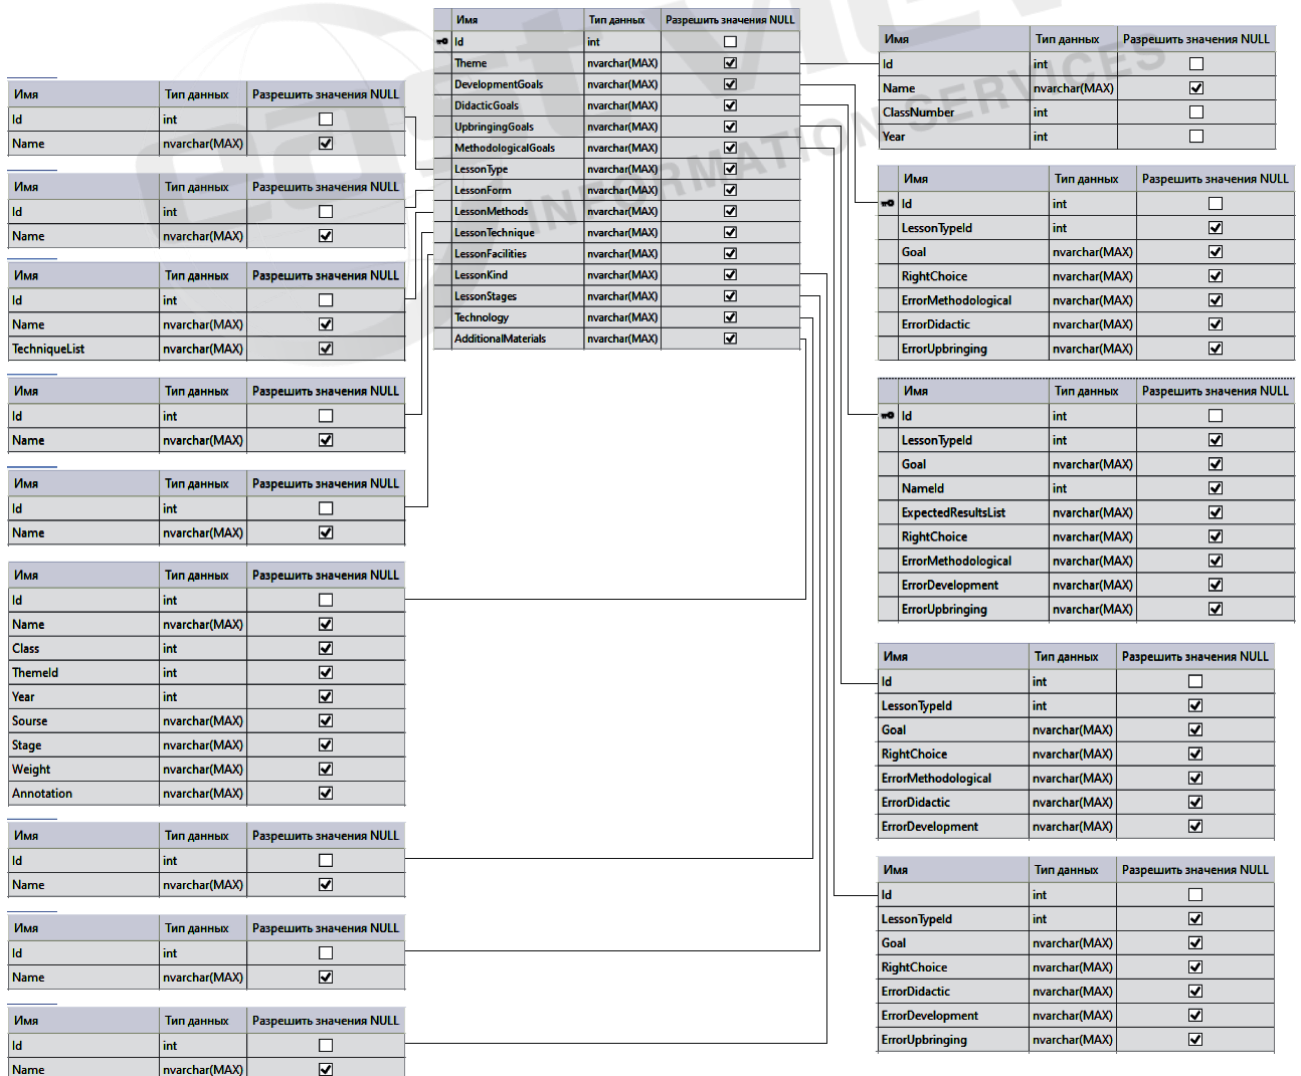 Имя Тип данных Разрешить значения NULL
Id int
Theme nvarchar(MAX)
DevelopmentGoals nvarchar(MAX)
DidacticGoals nvarchar(MAX)
UpbringingGoals nvarchar(MAX)
MethodologicalGoals nvarchar(MAX)
LessonType nvarchar(MAX)
LessonForm nvarchar(MAX)
LessonMethods nvarchar(MAX)
LessonTechnique nvarchar(MAX)
LessonFacilities nvarchar(MAX)
LessonKind nvarchar(MAX)
LessonStages nvarchar(MAX)
Technology nvarchar(MAX)
AdditionalMaterials nvarchar(MAX)
Имя Тип данных Разрешить значения NULL
Id int
Name nvarchar(MAX)
Имя Тип данных Разрешить значения NULL
Id int
Name nvarchar(MAX)
Имя Тип данных Разрешить значения NULL
Id int
Name nvarchar(MAX)
TechniqueList nvarchar(MAX)
Имя Тип данных Разрешить значения NULL
Id int
Name nvarchar(MAX)
Имя Тип данных Разрешить значения NULL
Id int
Name nvarchar(MAX)
Имя Тип данных Разрешить значения NULL
Id int
Name nvarchar(MAX)
Class int
ThemeId int
Year int
Sourse nvarchar(MAX)
Stage nvarchar(MAX)
Weight nvarchar(MAX)
Annotation nvarchar(MAX)
Имя Тип данных Разрешить значения NULL
Id int
Name nvarchar(MAX)
Имя Тип данных Разрешить значения NULL
Id int
Name nvarchar(MAX)
Имя Тип данных Разрешить значения NULL
Id int
Name nvarchar(MAX)
Имя Тип данных Разрешить значения NULL
Id int
Name nvarchar(MAX)
ClassNumber int
Year int
Имя Тип данных Разрешить значения NULL
Id int
LessonTypeId int
Goal nvarchar(MAX)
RightChoice nvarchar(MAX)
ErrorMethodological nvarchar(MAX)
ErrorDidactic nvarchar(MAX)
ErrorUpbringing nvarchar(MAX)
Имя Тип данных Разрешить значения NULL
Id int
LessonTypeId int
Goal nvarchar(MAX)
NameId int
ExpectedResultsList nvarchar(MAX)
RightChoice nvarchar(MAX)
ErrorMethodological nvarchar(MAX)
ErrorDevelopment nvarchar(MAX)
ErrorUpbringing nvarchar(MAX)
Имя Тип данных Разрешить значения NULL
Id int
LessonTypeId int
Goal nvarchar(MAX)
RightChoice nvarchar(MAX)
ErrorMethodological nvarchar(MAX)
ErrorDidactic nvarchar(MAX)
ErrorDevelopment nvarchar(MAX)
Имя Тип данных Разрешить значения NULL
Id int
LessonTypeId int
Goal nvarchar(MAX)
RightChoice nvarchar(MAX)
ErrorDidactic nvarchar(MAX)
ErrorDevelopment nvarchar(MAX)
ErrorUpbringing nvarchar(MAX)
east view
INFORMATION SERVICES